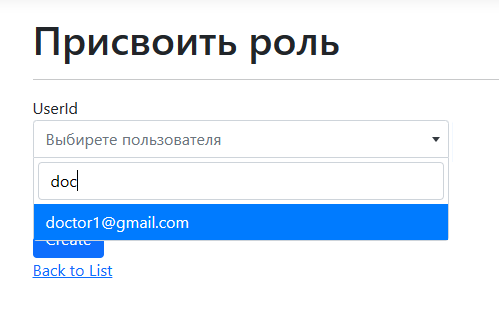 Присвоить роль
UserId
Выбирете пользователя
doc
doctor1@gmail.com
Create
Back to List